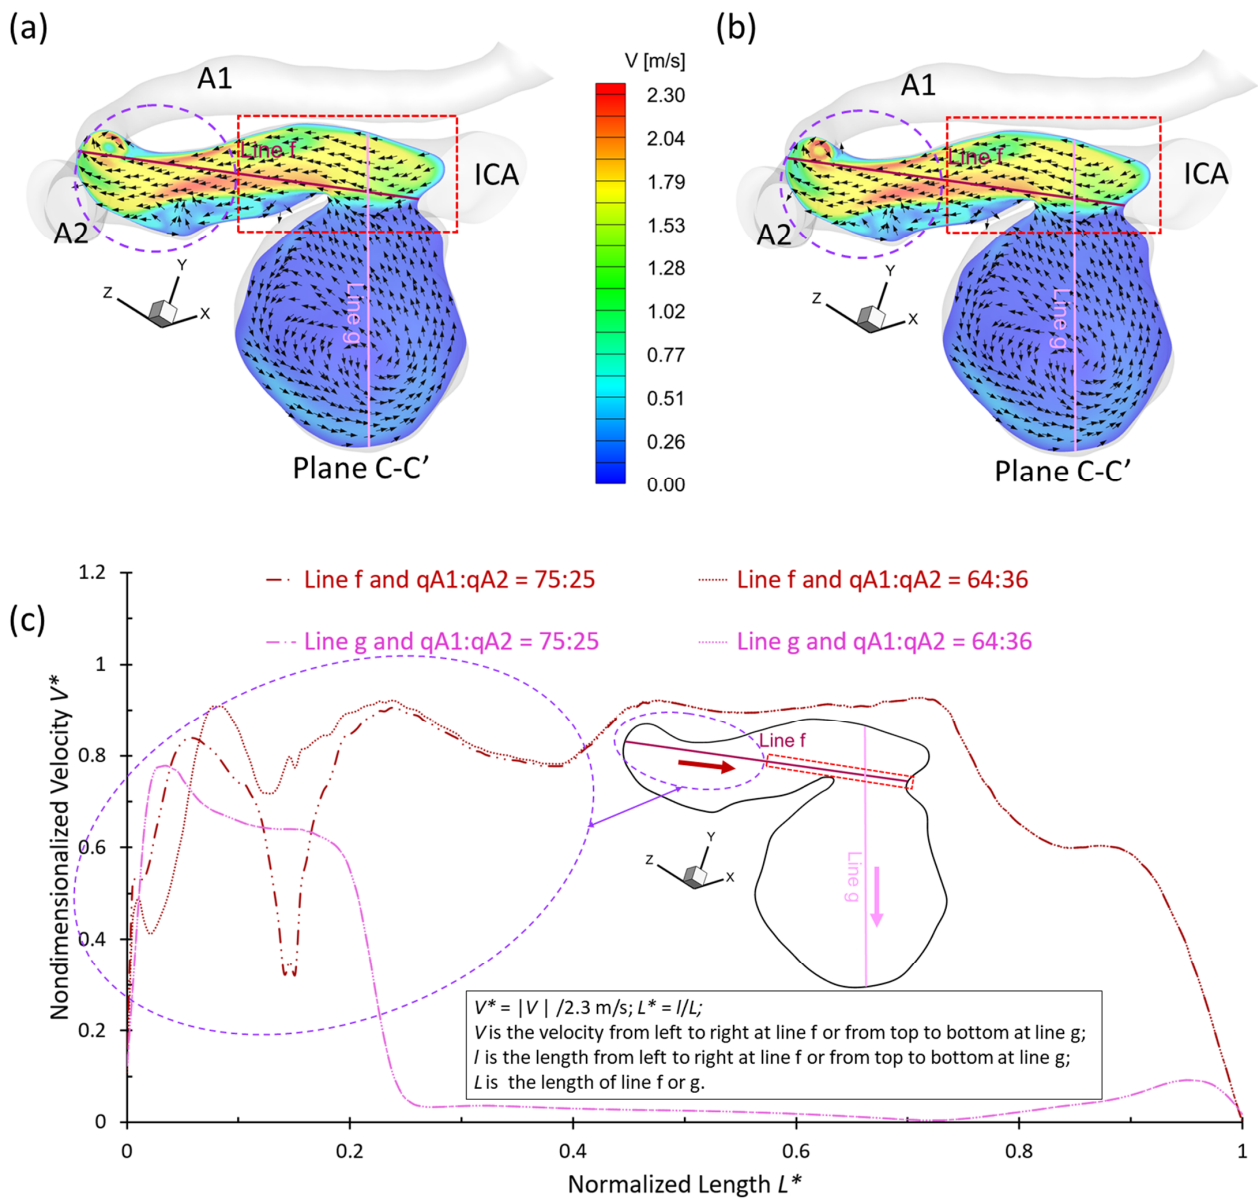 (a)
(b)
A1
V [m/s]
A1
2.30
2.04
1.79
1.53
1.28
1.02
0.77
0.51
0.26
0.00
Line f
ICA
A2
Y
Z
X
Line g
Plane C-C’
Line f
ICA
A2
Y
Z
X
Line g
Plane C-C’
(c)
Line f and qA1:qA2 = 75:25
Line f and qA1:qA2 = 64:36
Line g and qA1:qA2 = 75:25
Line g and qA1:qA2 = 64:36
Nondimensionalized Velocity V*
1.2
1
0.8
0.6
0.4
0.2
0
Line f
Y
Z
X
Line g
V* = |V | /2.3 m/s; L* = l/L;
V is the velocity from left to right at line f or from top to bottom at line g;
l is the length from left to right at line f or from top to bottom at line g;
L is the length of line f or g.
0
0.2
0.4
0.6
0.8
1
Normalized Length L*